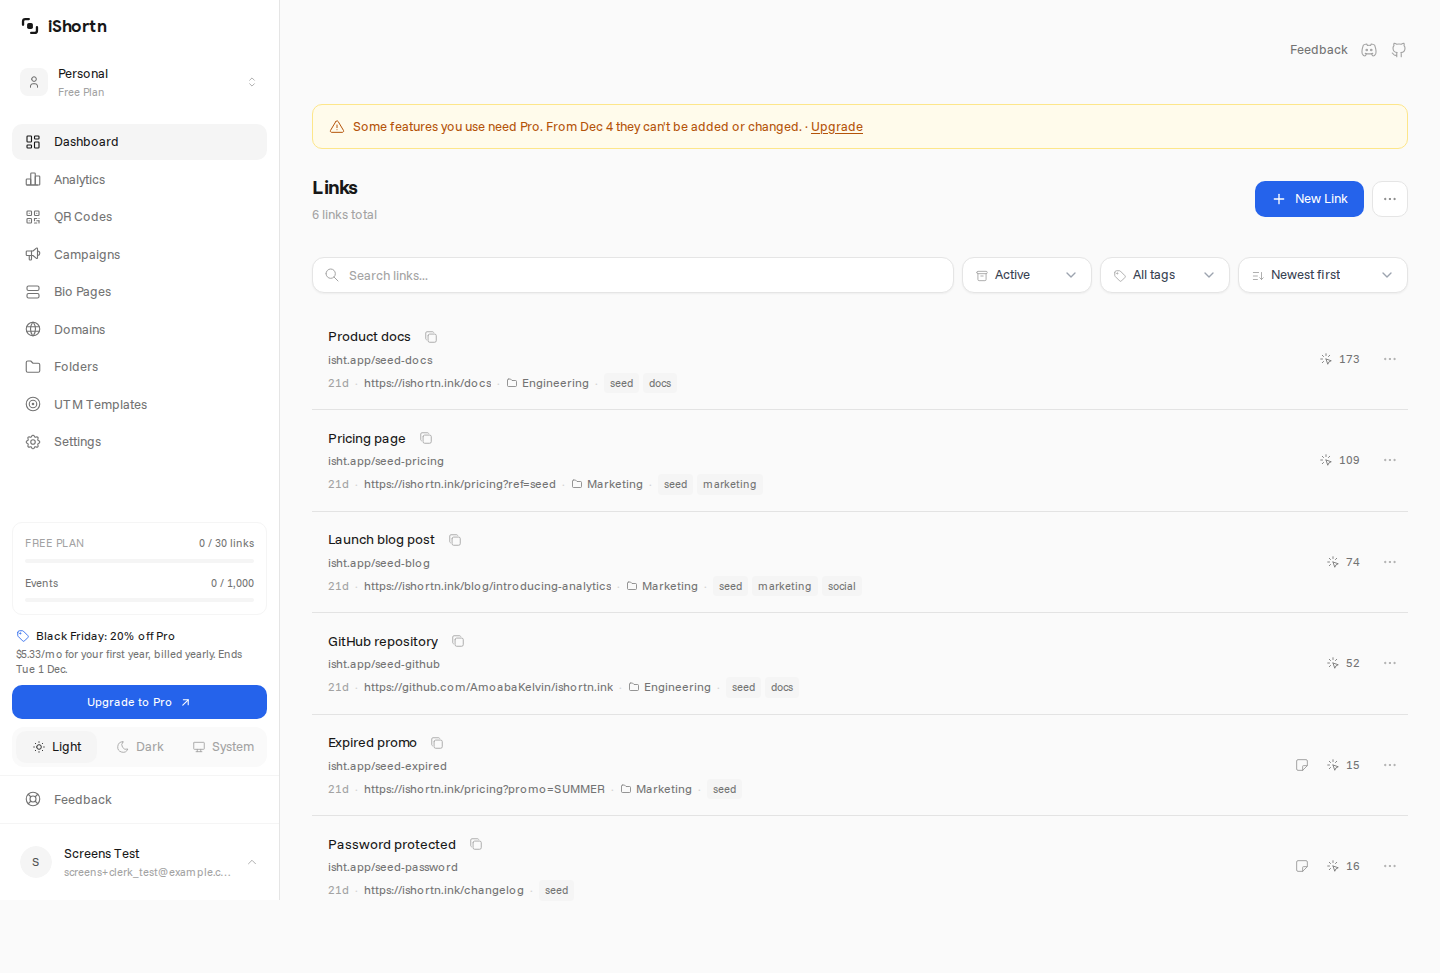 iShortn
Personal
Free Plan
Dashboard
Analytics
QR Codes
Campaigns
Bio Pages
Domains
Folders
UTM Templates
Settings
FREE PLAN 0 / 30 links
Events 0 / 1,000
Black Friday: 20% off Pro
$5.33/mo for your first year, billed yearly. Ends
Tue 1 Dec.
Upgrade to Pro
Light Dark System
Feedback
S
Screens Test
screens+clerk_test@example.c...
Feedback
Some features you use need Pro. From Dec 4 they can't be added or changed. · Upgrade
Links
6 links total
New Link
Search links...
Active
All tags
Newest first
Product docs
isht.app/seed-docs
21d · https://ishortn.ink/docs · Engineering · seed docs
173
Pricing page
isht.app/seed-pricing
21d · https://ishortn.ink/pricing?ref=seed · Marketing · seed marketing
109
Launch blog post
isht.app/seed-blog
21d · https://ishortn.ink/blog/introducing-analytics · Marketing · seed marketing social
74
GitHub repository
isht.app/seed-github
21d · https://github.com/AmoabaKelvin/ishortn.ink · Engineering · seed docs
52
Expired promo
isht.app/seed-expired
21d · https://ishortn.ink/pricing?promo=SUMMER · Marketing · seed
15
Password protected
isht.app/seed-password
21d · https://ishortn.ink/changelog · seed
16